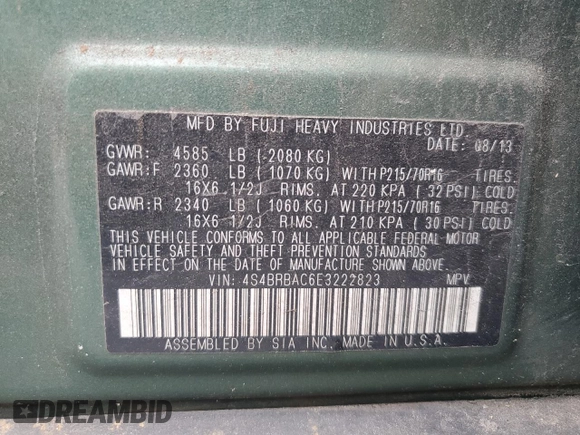 MFD BY FUJI HEAVY INDUSTRIES LTD.
DATE: 08/13
GVWR: 4585 LB (-2080 KG)
GAWR:F 2360 LB (1070 KG) WITH P215/70R16 TIRES.
16X6 1/2J RIMS. AT 220 KPA (32 PSI) COLD
GAWR:R 2340 LB (1060 KG) WITH P215/70R16 TIRES.
16X6 1/2J RIMS. AT 210 KPA (30 PSI) COLD
THIS VEHICLE CONFORMS TO ALL APPLICABLE FEDERAL MOTOR
VEHICLE SAFETY AND THEFT PREVENTION STANDARDS
IN EFFECT ON THE DATE OF MANUFACTURE SHOWN ABOVE.
VIN: 4S4BRBAC6E3222823 MPV
ASSEMBLED BY SIA INC. MADE IN U.S.A.
DREAMBID